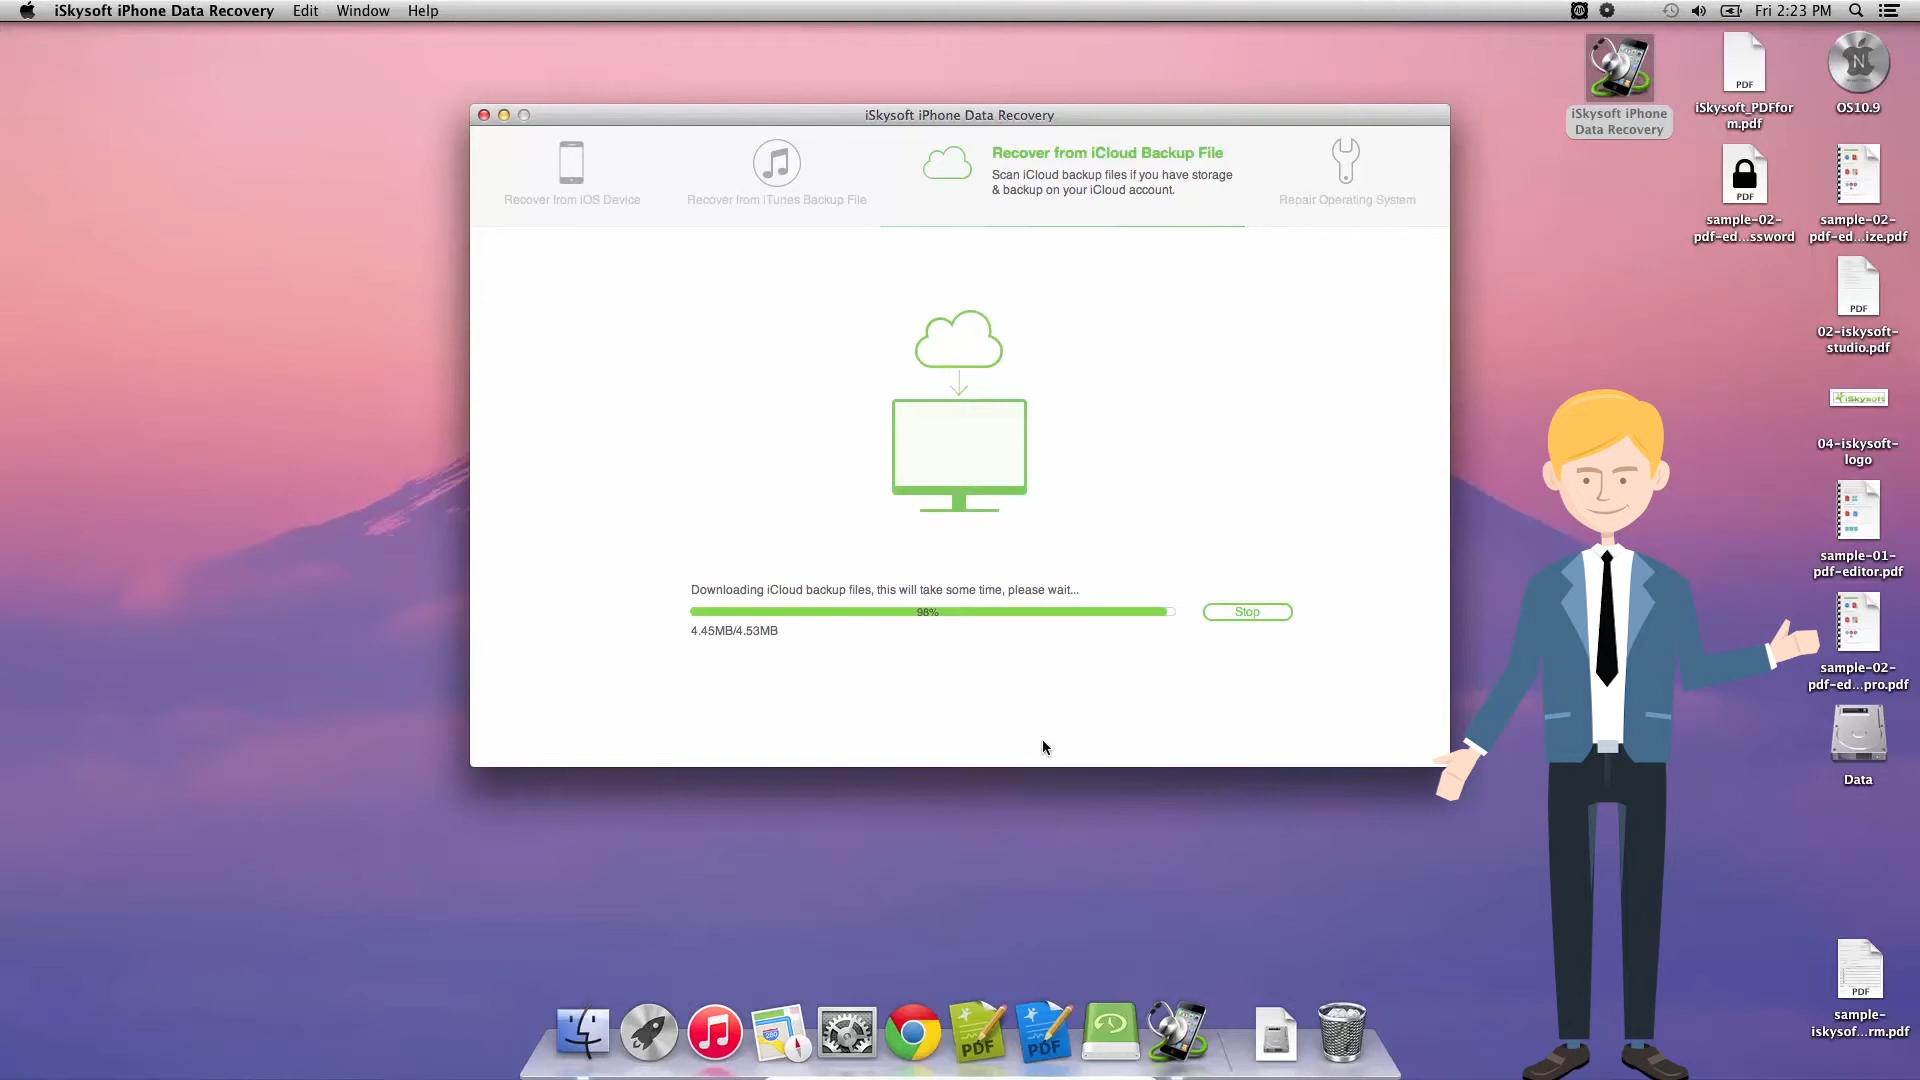 iSkysoft iPhone Data Recovery Edit Window Help
Fri 2:23 PM
iSkysoft iPhone Data Recovery
Recover from iOS Device
Recover from iTunes Backup File
Recover from iCloud Backup File
Scan iCloud backup files if you have storage
& backup on your iCloud account.
Repair Operating System
Downloading iCloud backup files, this will take some time, please wait...
98%
Stop
4.45MB/4.53MB
iSkysoft iPhone
Data Recovery
PDF
iSkysoft_PDFfor
m.pdf
N
OS10.9
PDF
sample-02-
pdf-ed...ssword
sample-02-
pdf-ed...ize.pdf
PDF
02-iskysoft-
studio.pdf
iSkysoft
04-iskysoft-
logo
sample-01-
pdf-editor.pdf
sample-02-
pdf-ed...pro.pdf
Data
PDF
sample-
iskysof...rm.pdf
280
PDF
PDF